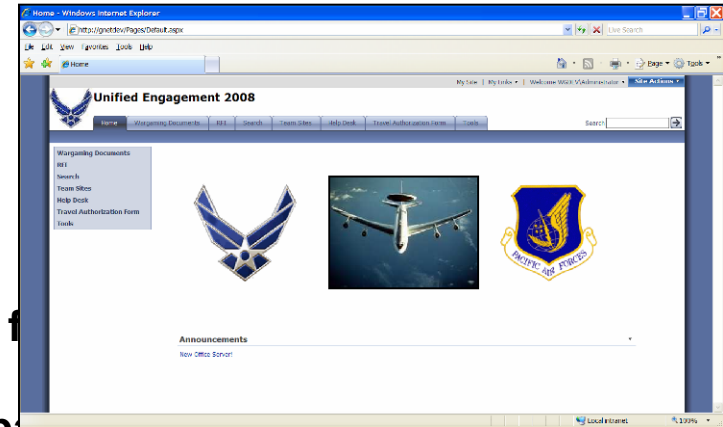 Home - Windows Internet Explorer
http://gnetdev/Pages/Default.aspx
Live Search
File Edit View Favorites Tools Help
Home
Page Tools
My Site | My Links | Welcome Site Actions
Unified Engagement 2008
Home Wargaming Documents RFI Search Team Sites Help Desk Travel Authorization Form Tools
Search
Wargaming Documents
RFI
Search
Team Sites
Help Desk
Travel Authorization Form
Tools
PACIFIC AIR FORCES
Announcements
New Office Server!
f
Local intranet 100%